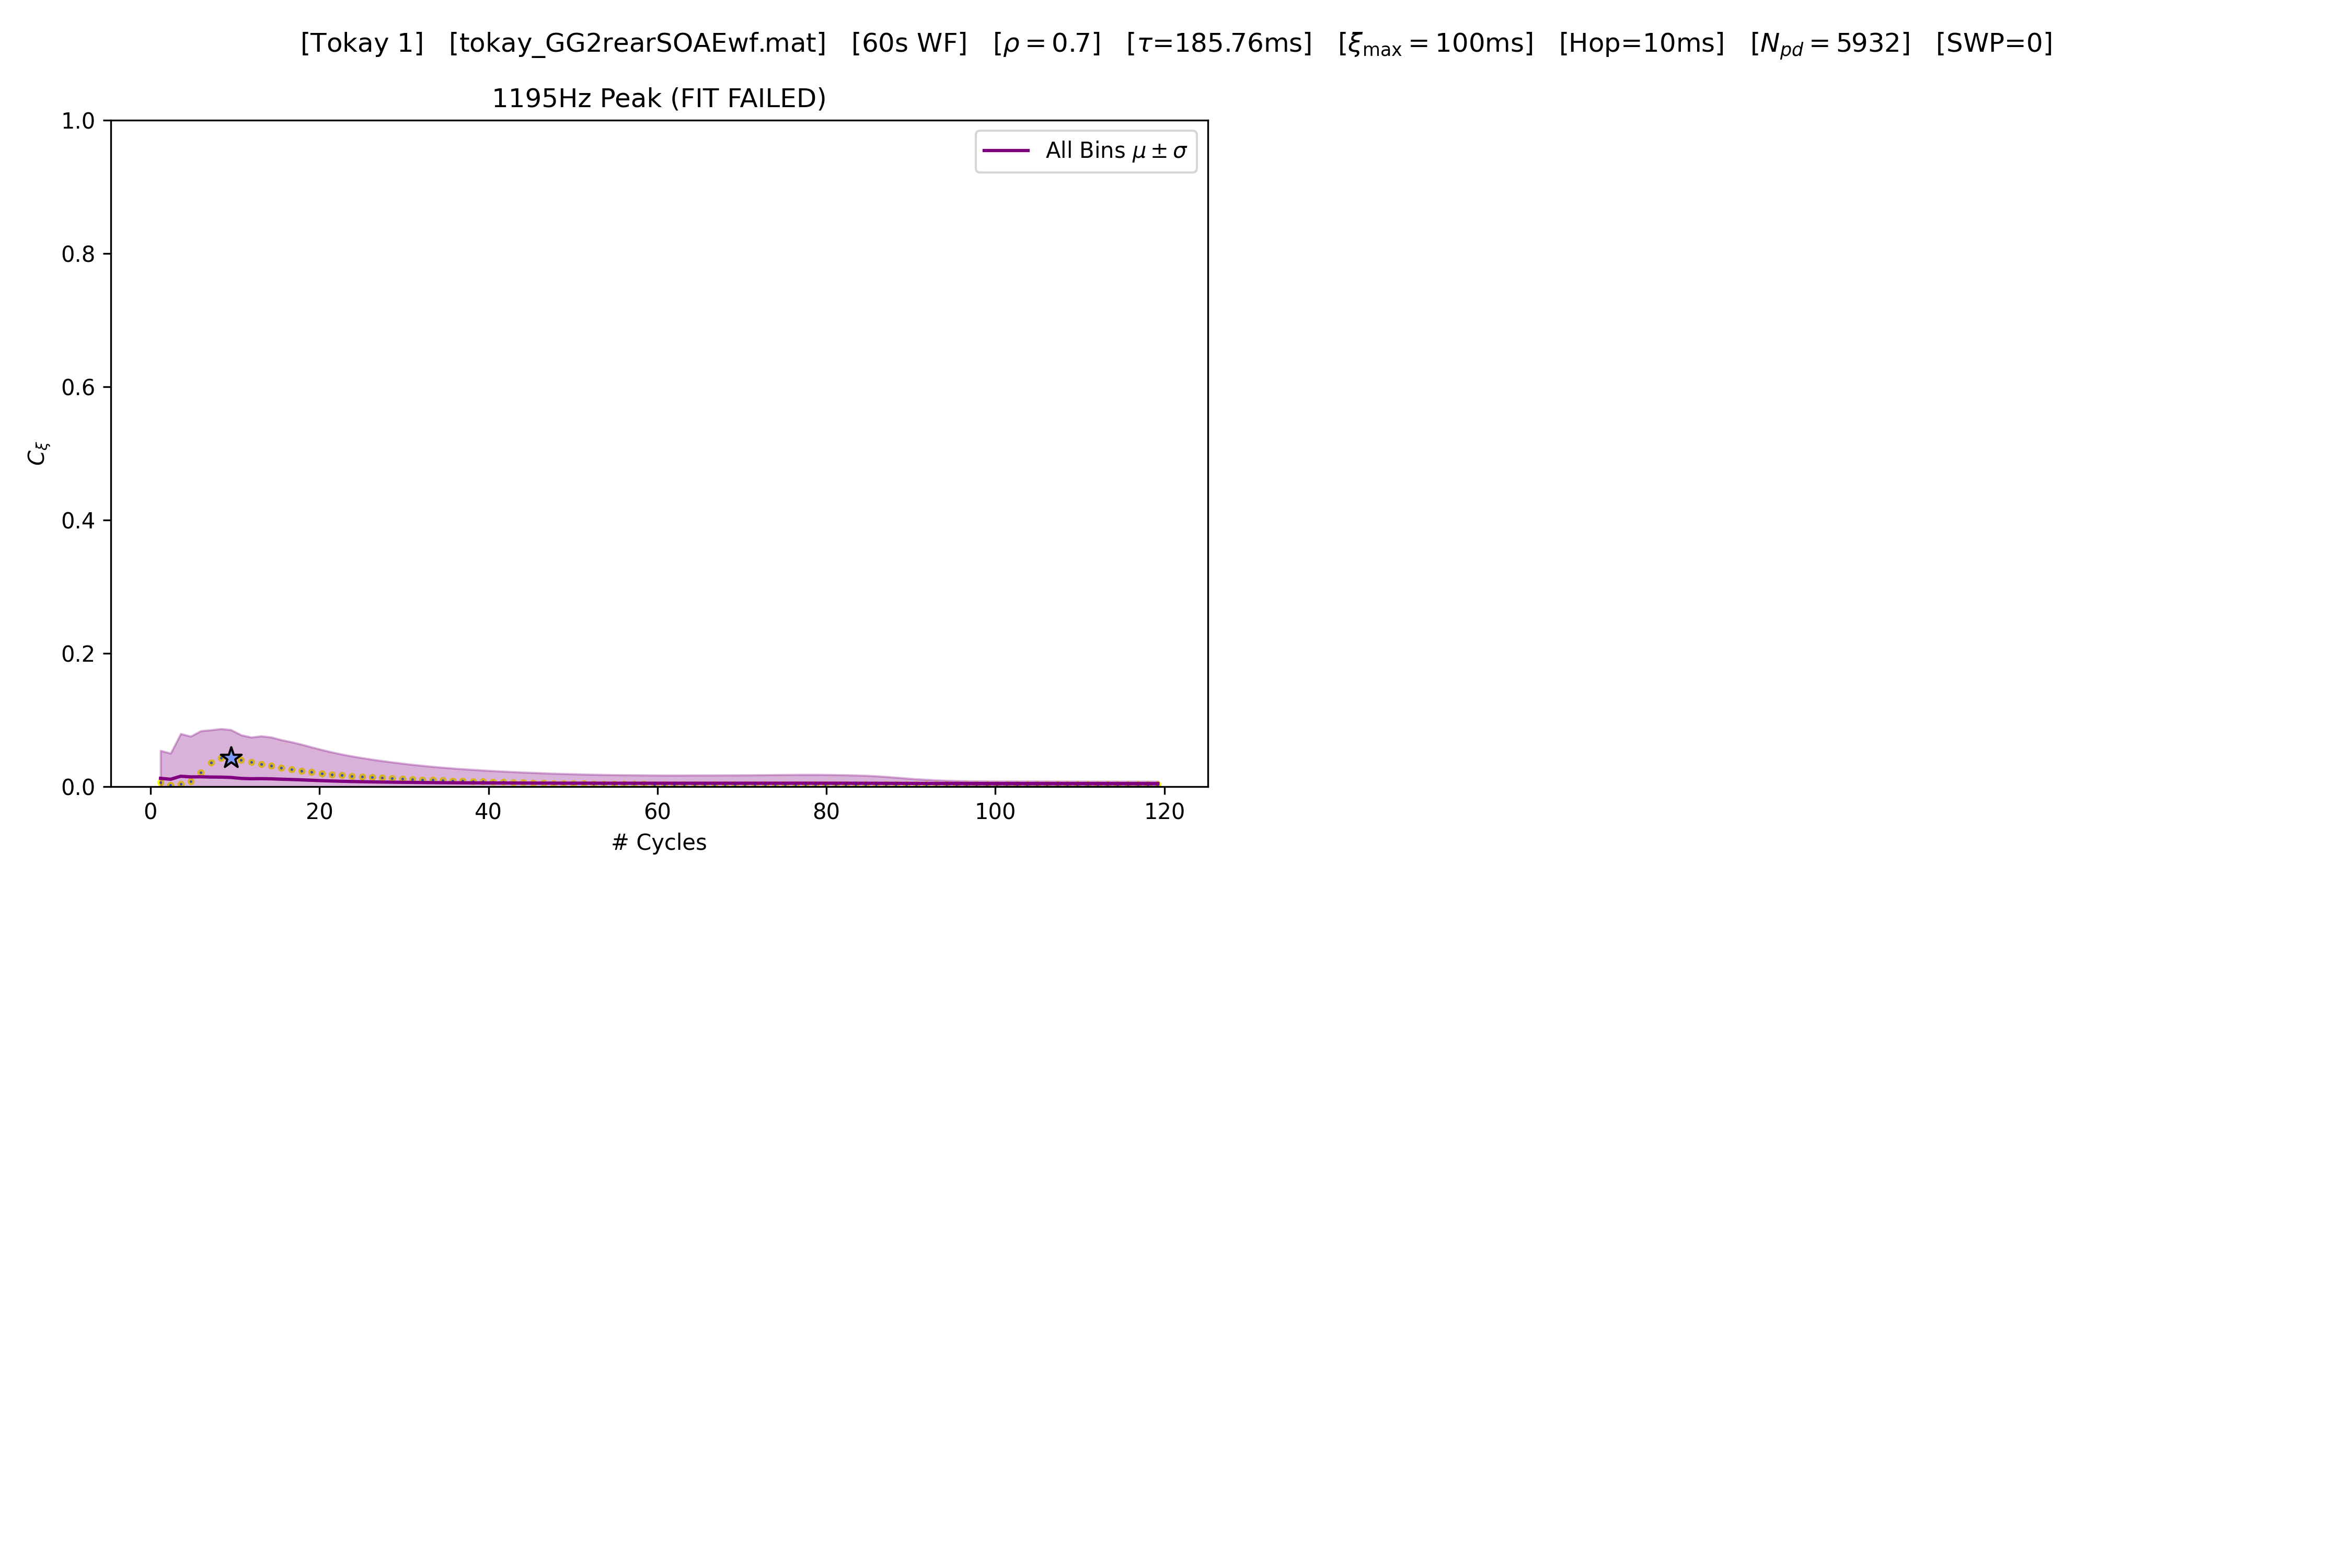 [Tokay 1] [tokay_GG2rearSOAEwf.mat] [60s WF] [ρ = 0.7] [τ=185.76ms] [ξmax = 100ms] [Hop=10ms] [Npd = 5932] [SWP=0]
1195Hz Peak (FIT FAILED)
All Bins μ ± σ
1.0
0.8
0.6
0.4
0.2
0.0
Cξ
0 20 40 60 80 100 120
# Cycles